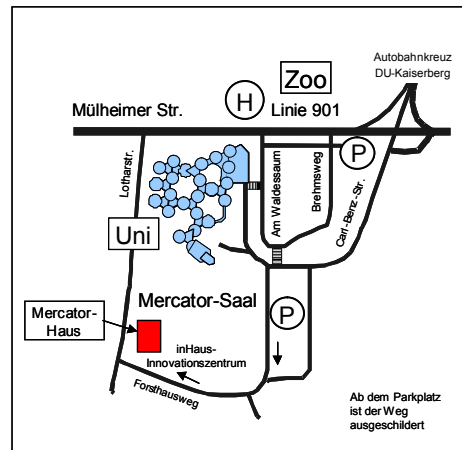 Autobahnkreuz
DU-Kaiserberg
Zoo
H
Mülheimer Str.
Linie 901
P
Lotharstr.
Am Waldessaum
Brehmsweg
Carl-Benz-Str.
Uni
Mercator-Saal
P
Mercator-
Haus
inHaus-
Innovationszentrum
Forsthausweg
Ab dem Parkplatz
ist der Weg
ausgeschildert